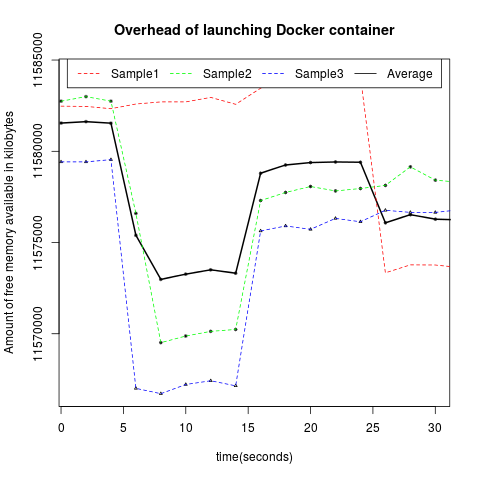 Overhead of launching Docker container
Sample1 Sample2 Sample3 Average
Amount of free memory available in kilobytes
11585000
11580000
11575000
11570000
0 5 10 15 20 25 30
time(seconds)